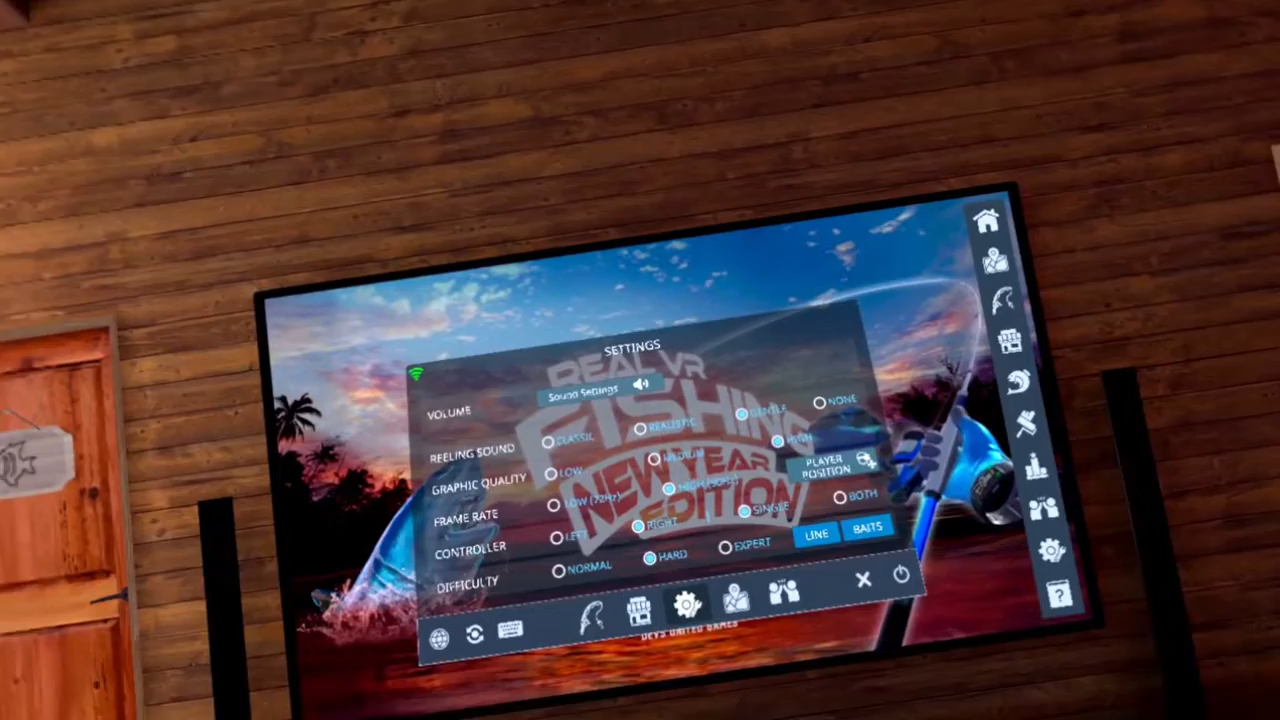 SETTINGS
REAL VR
FISHING
NEW YEAR
EDITION
VOLUME Sound Settings
REELING SOUND CLASSIC REALISTIC GENTLE NONE
GRAPHIC QUALITY LOW MEDIUM HIGH
FRAME RATE LOW (72Hz) HIGH (90Hz) PLAYER POSITION
CONTROLLER LEFT RIGHT SINGLE BOTH
DIFFICULTY NORMAL HARD EXPERT LINE BAITS
DEVS UNITED GAMES
?